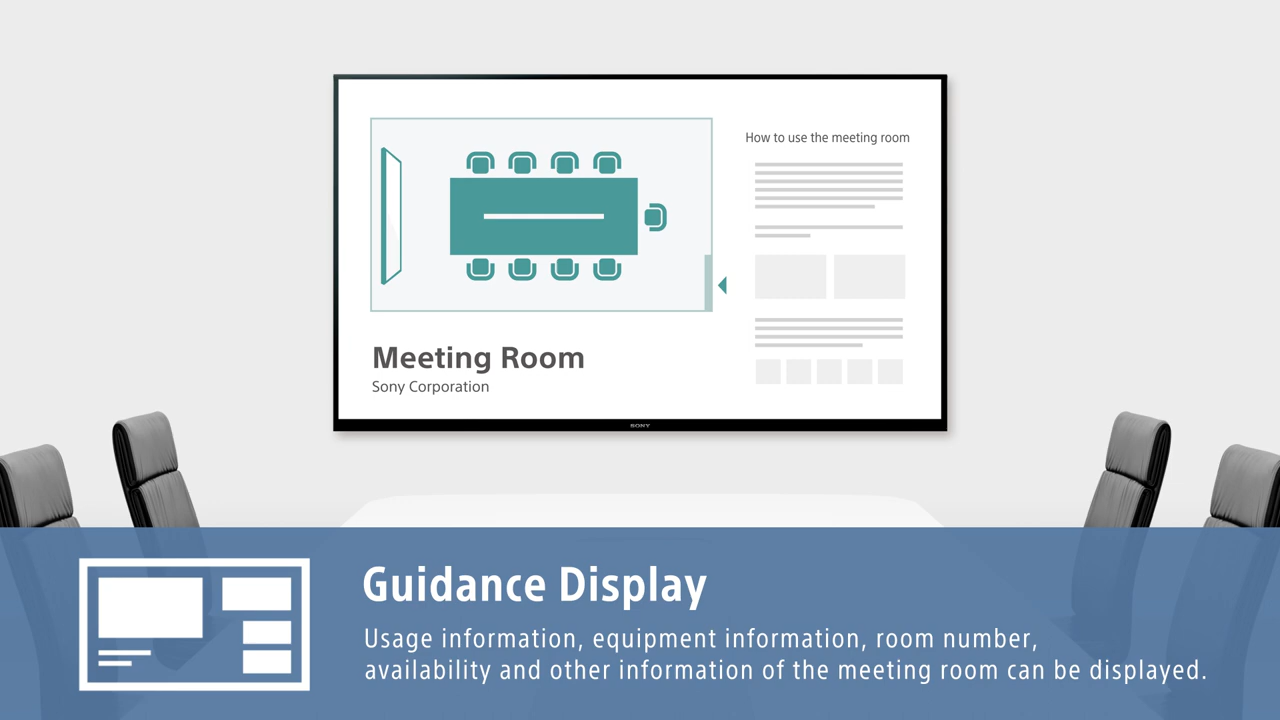 How to use the meeting room
Meeting Room
Sony Corporation
SONY
Guidance Display
Usage information, equipment information, room number,
availability and other information of the meeting room can be displayed.